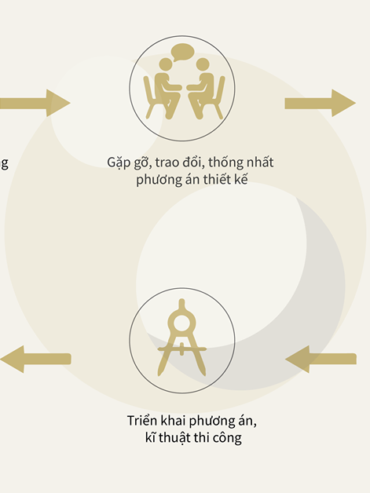 Gặp gỡ, trao đổi, thống nhất
phương án thiết kế
Triển khai phương án,
kĩ thuật thi công